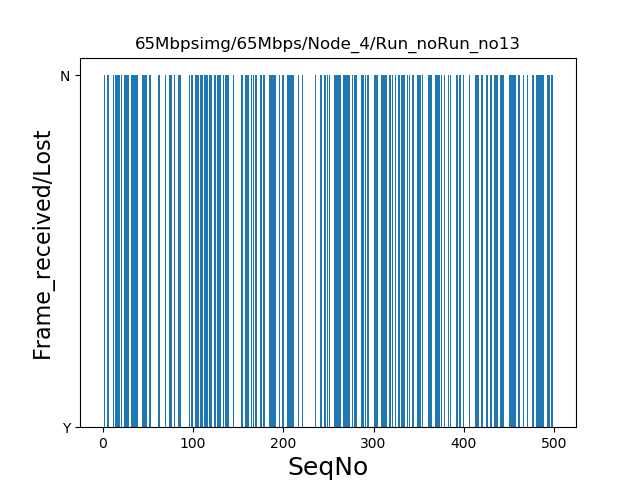 65Mbpsimg/65Mbps/Node_4/Run_noRun_no13
N
Frame_received/Lost
Y
0 100 200 300 400 500
SeqNo